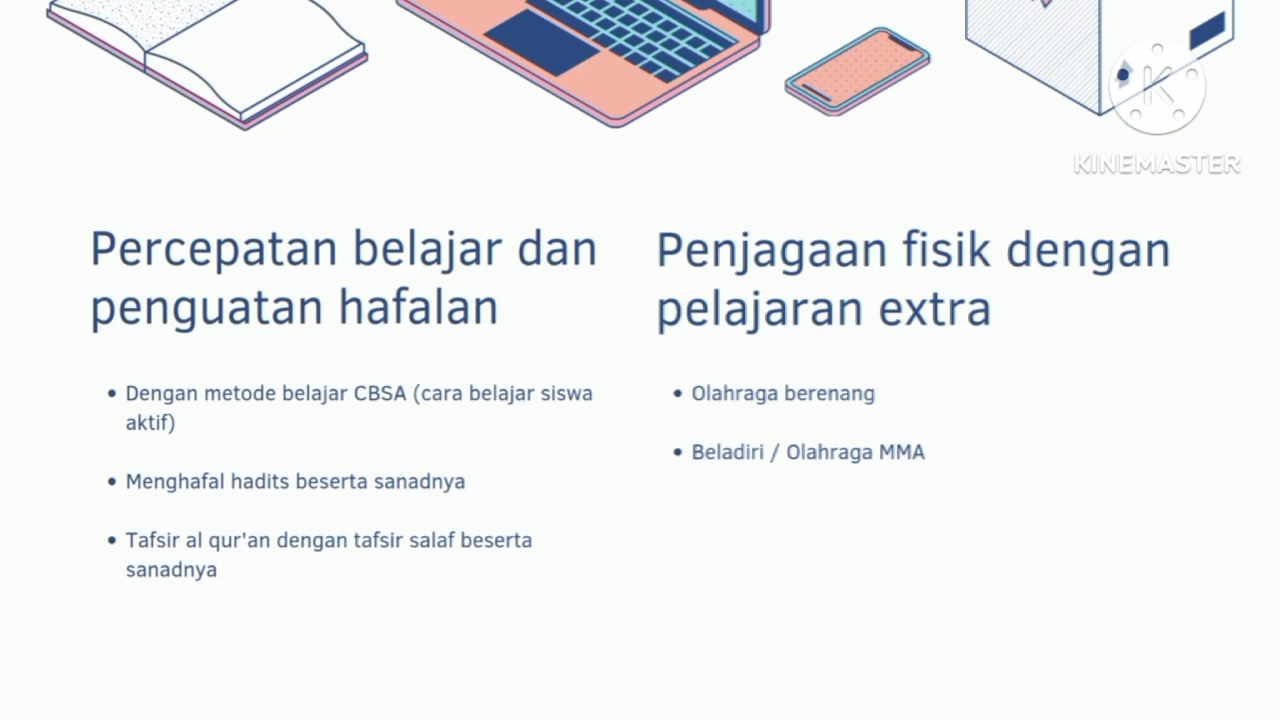 KINEMASTER
Percepatan belajar dan
penguatan hafalan
Dengan metode belajar CBSA (cara belajar siswa
aktif)
Menghafal hadits beserta sanadnya
Tafsir al qur'an dengan tafsir salaf beserta
sanadnya
Penjagaan fisik dengan
pelajaran extra
Olahraga berenang
Beladiri / Olahraga MMA